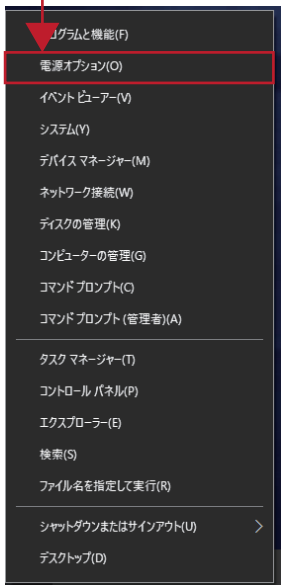 ログラムと機能(F)
電源オプション(O)
イベント ビューアー(V)
システム(Y)
デバイス マネージャー(M)
ネットワーク接続(W)
ディスクの管理(K)
コンピューターの管理(G)
コマンド プロンプト(C)
コマンド プロンプト (管理者)(A)
タスク マネージャー(T)
コントロール パネル(P)
エクスプローラー(E)
検索(S)
ファイル名を指定して実行(R)
シャットダウンまたはサインアウト(U)
デスクトップ(D)